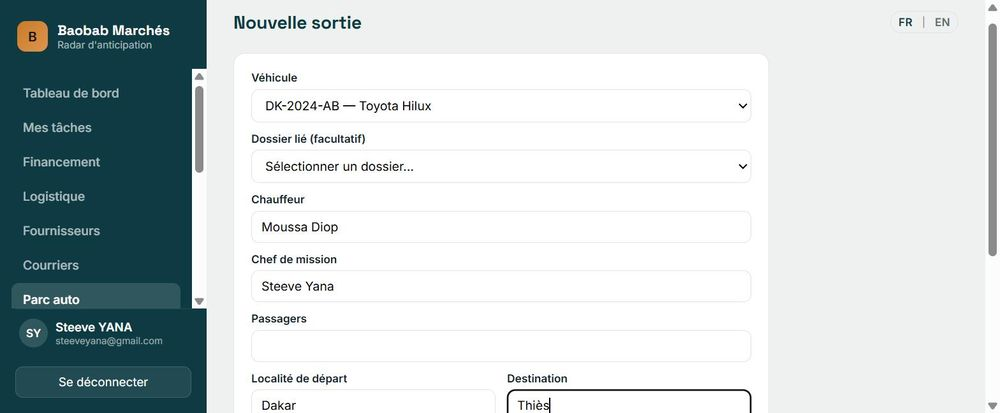 B
Baobab Marchés
Radar d'anticipation
Tableau de bord
Mes tâches
Financement
Logistique
Fournisseurs
Courriers
Parc auto
SY
Steeve YANA
steeveyana@gmail.com
Se déconnecter
Nouvelle sortie
FR | EN
Véhicule
DK-2024-AB — Toyota Hilux
Dossier lié (facultatif)
Sélectionner un dossier...
Chauffeur
Moussa Diop
Chef de mission
Steeve Yana
Passagers
Localité de départ
Dakar
Destination
Thiès